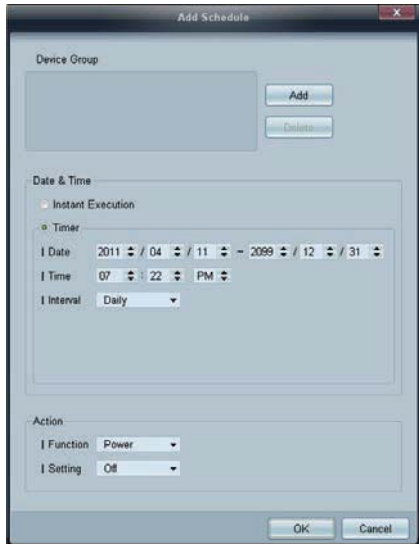 Add Schedule
Device Group
Add
Delete
Date & Time
Instant Execution
Timer
Date 2011 / 04 / 11 ~ 2099 / 12 / 31
Time 07 : 22 PM
Interval Daily
Action
Function Power
Setting Off
OK Cancel